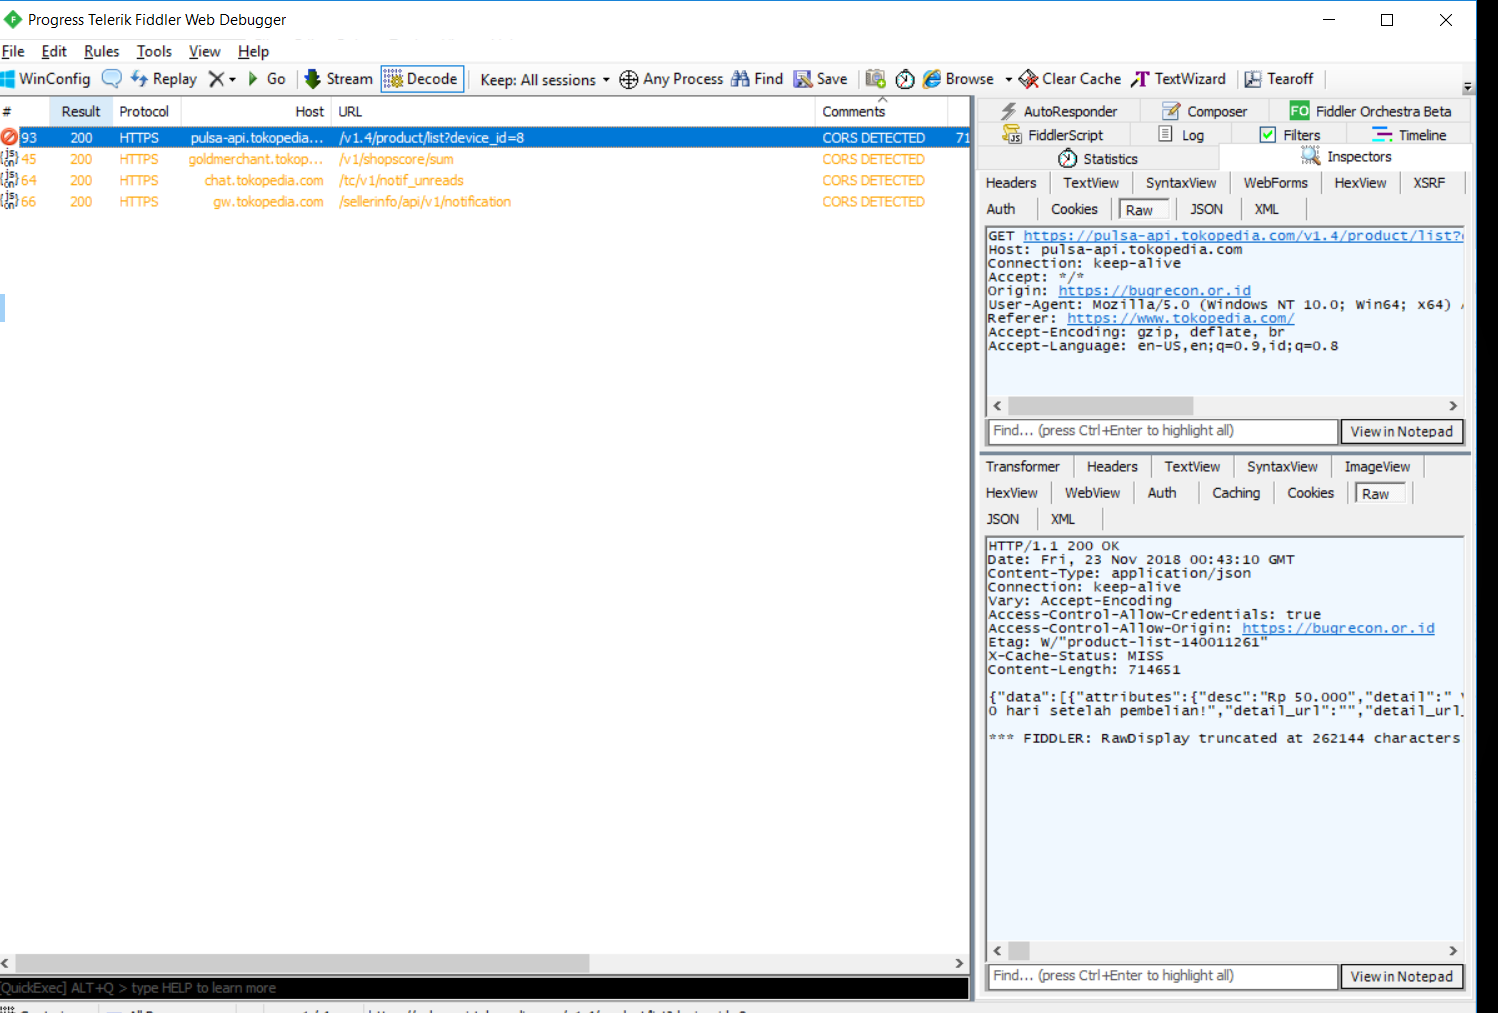 Progress Telerik Fiddler Web Debugger
File Edit Rules Tools View Help
WinConfig Replay Go Stream Decode Keep: All sessions Any Process Find Save Browse Clear Cache TextWizard Tearoff
# Result Protocol Host URL Comments
93 200 HTTPS pulsa-api.tokopedia... /v1.4/product/list?device_id=8 CORS DETECTED 71
45 200 HTTPS goldmerchant.tokop... /v1/shopscore/sum CORS DETECTED
64 200 HTTPS chat.tokopedia.com /tc/v1/notif_unreads CORS DETECTED
66 200 HTTPS gw.tokopedia.com /sellerinfo/api/v1/notification CORS DETECTED
[QuickExec] ALT+Q > type HELP to learn more
AutoResponder Composer FO Fiddler Orchestra Beta
FiddlerScript Log Filters Timeline
Statistics Inspectors
Headers TextView SyntaxView WebForms HexView XSRF
Auth Cookies Raw JSON XML
GET https://pulsa-api.tokopedia.com/v1.4/product/list?
Host: pulsa-api.tokopedia.com
Connection: keep-alive
Accept: */*
Origin: https://bugrecon.or.id
User-Agent: Mozilla/5.0 (Windows NT 10.0; Win64; x64)
Referer: https://www.tokopedia.com/
Accept-Encoding: gzip, deflate, br
Accept-Language: en-US,en;q=0.9,id;q=0.8
Find... (press Ctrl+Enter to highlight all) View in Notepad
Transformer Headers TextView SyntaxView ImageView
HexView WebView Auth Caching Cookies Raw
JSON XML
HTTP/1.1 200 OK
Date: Fri, 23 Nov 2018 00:43:10 GMT
Content-Type: application/json
Connection: keep-alive
Vary: Accept-Encoding
Access-Control-Allow-Credentials: true
Access-Control-Allow-Origin: https://bugrecon.or.id
Etag: W/"product-list-140011261"
X-Cache-Status: MISS
Content-Length: 714651
{"data":[{"attributes":{"desc":"Rp 50.000","detail":"
0 hari setelah pembelian!","detail_url":"","detail_url_
*** FIDDLER: RawDisplay truncated at 262144 characters
Find... (press Ctrl+Enter to highlight all) View in Notepad